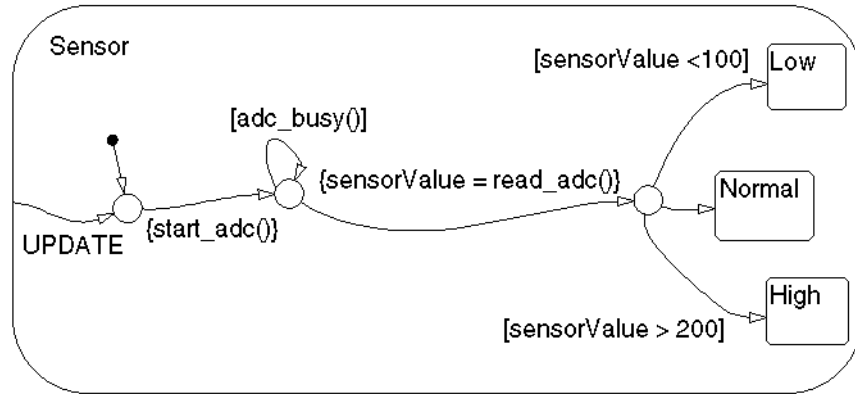 Sensor
[sensorValue <100]
Low
[adc_busy()]
{sensorValue = read_adc()}
Normal
{start_adc()}
UPDATE
High
[sensorValue > 200]